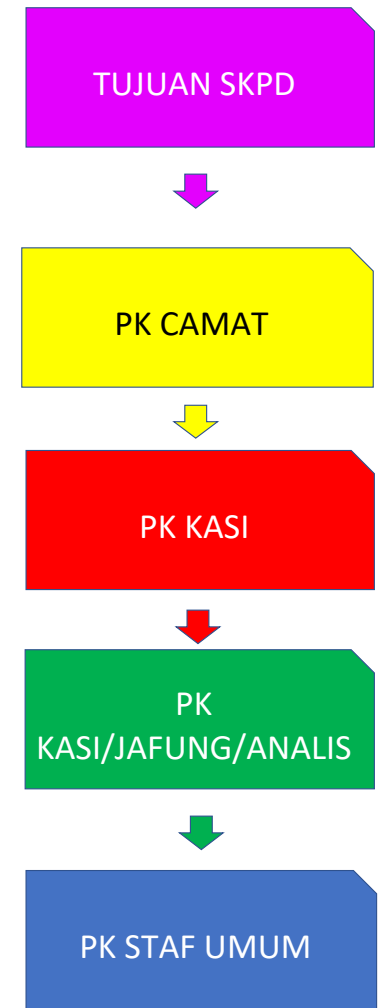 TUJUAN SKPD
PK CAMAT
PK KASI
PK
KASI/JAFUNG/ANALIS
PK STAF UMUM